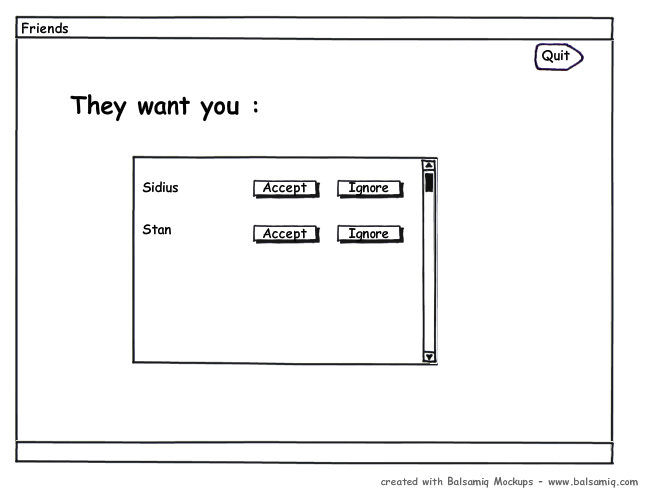 Friends
Quit
They want you :
Sidius Accept Ignore
Stan Accept Ignore
created with Balsamiq Mockups - www.balsamiq.com